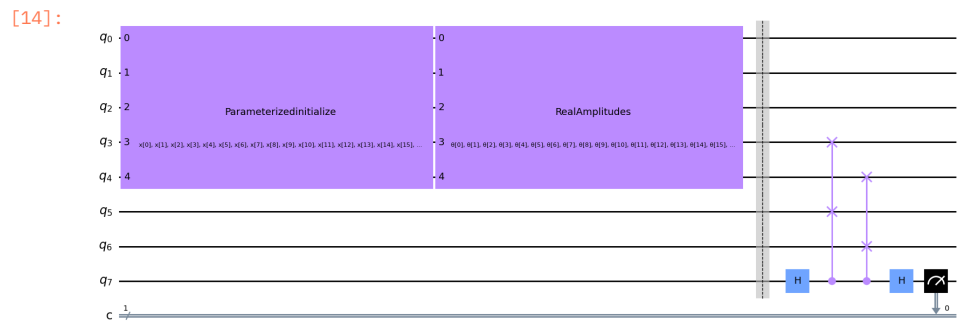 [14]:
q0 0 0
q1 1 1
q2 2 2
Parameterizedinitialize RealAmplitudes
q3 3 x[0], x[1], x[2], x[3], x[4], x[5], x[6], x[7], x[8], x[9], x[10], x[11], x[12], x[13], x[14], x[15], ... 3 θ[0], θ[1], θ[2], θ[3], θ[4], θ[5], θ[6], θ[7], θ[8], θ[9], θ[10], θ[11], θ[12], θ[13], θ[14], θ[15], ...
q4 4 4
q5
q6
q7 H H
c 1 0